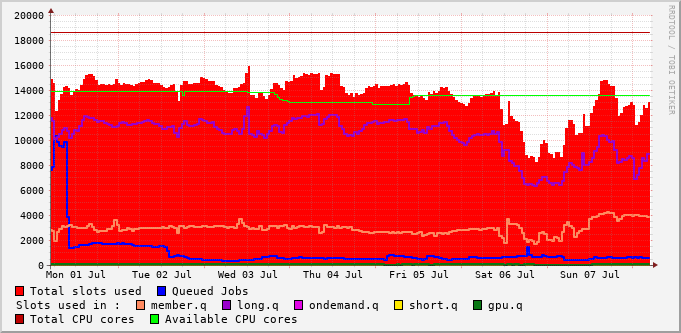 20000
18000
16000
14000
12000
10000
8000
6000
4000
2000
0
Mon 01 Jul Tue 02 Jul Wed 03 Jul Thu 04 Jul Fri 05 Jul Sat 06 Jul Sun 07 Jul
Total slots used Queued Jobs
Slots used in : member.q long.q ondemand.q short.q gpu.q
Total CPU cores Available CPU cores
RRDTOOL / TOBI OETIKER